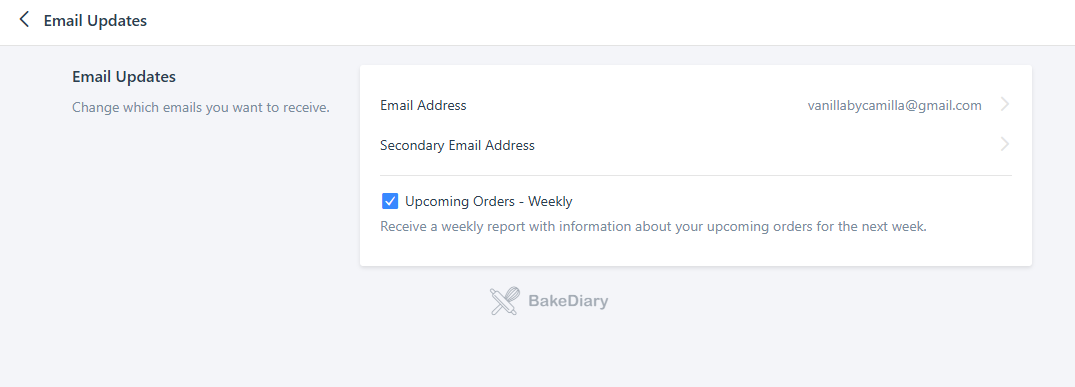 Email Updates
Email Updates
Change which emails you want to receive.
Email Address vanillabycamilla@gmail.com
Secondary Email Address
Upcoming Orders - Weekly
Receive a weekly report with information about your upcoming orders for the next week.
BakeDiary